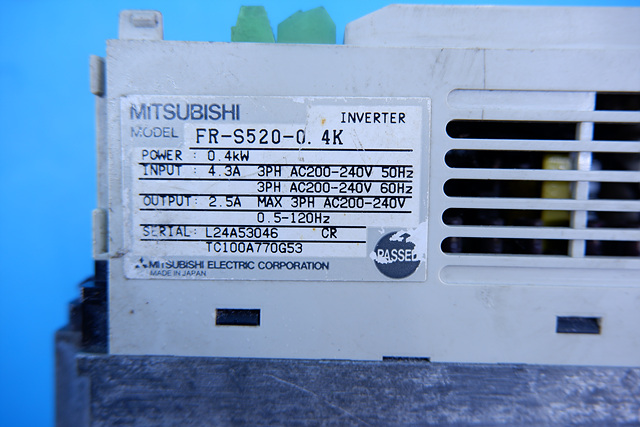 MITSUBISHI
INVERTER
MODEL FR-S520-0.4K
POWER : 0.4kW
INPUT : 4.3A 3PH AC200-240V 50Hz
3PH AC200-240V 60Hz
OUTPUT: 2.5A MAX 3PH AC200-240V
0.5-120Hz
SERIAL: L24A53046 CR
TC100A770G53
MITSUBISHI ELECTRIC CORPORATION
MADE IN JAPAN
PASSED